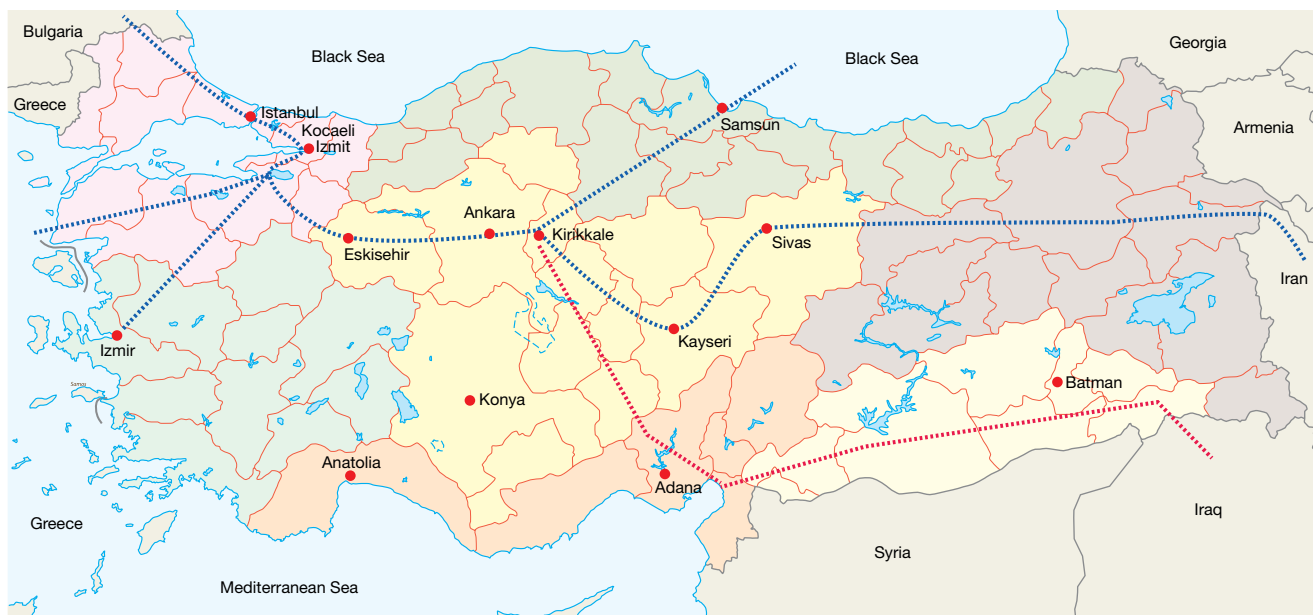 Bulgaria
Black Sea
Black Sea
Georgia
Greece
Istanbul
Kocaeli
Izmit
Samsun
Armenia
Ankara
Kirikkale
Eskisehir
Sivas
Iran
Izmir
Kayseri
Samos
Konya
Batman
Anatolia
Adana
Greece
Iraq
Syria
Mediterranean Sea